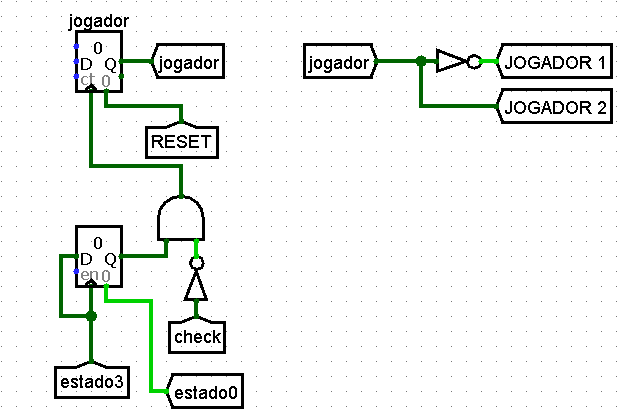 jogador
0
D Q
ct 0
jogador
RESET
0
D Q
en 0
check
estado3
estado0
jogador
JOGADOR 1
JOGADOR 2